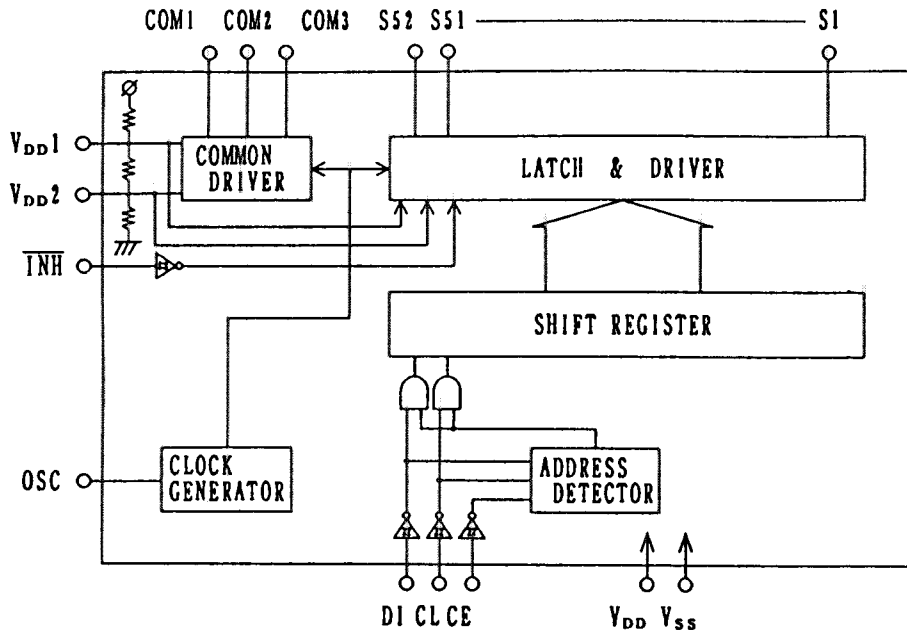 COM1 COM2 COM3 S52 S51 S1
VDD1
COMMON
DRIVER
LATCH & DRIVER
VDD2
INH
SHIFT REGISTER
OSC
CLOCK
GENERATOR
ADDRESS
DETECTOR
DI CL CE VDD VSS